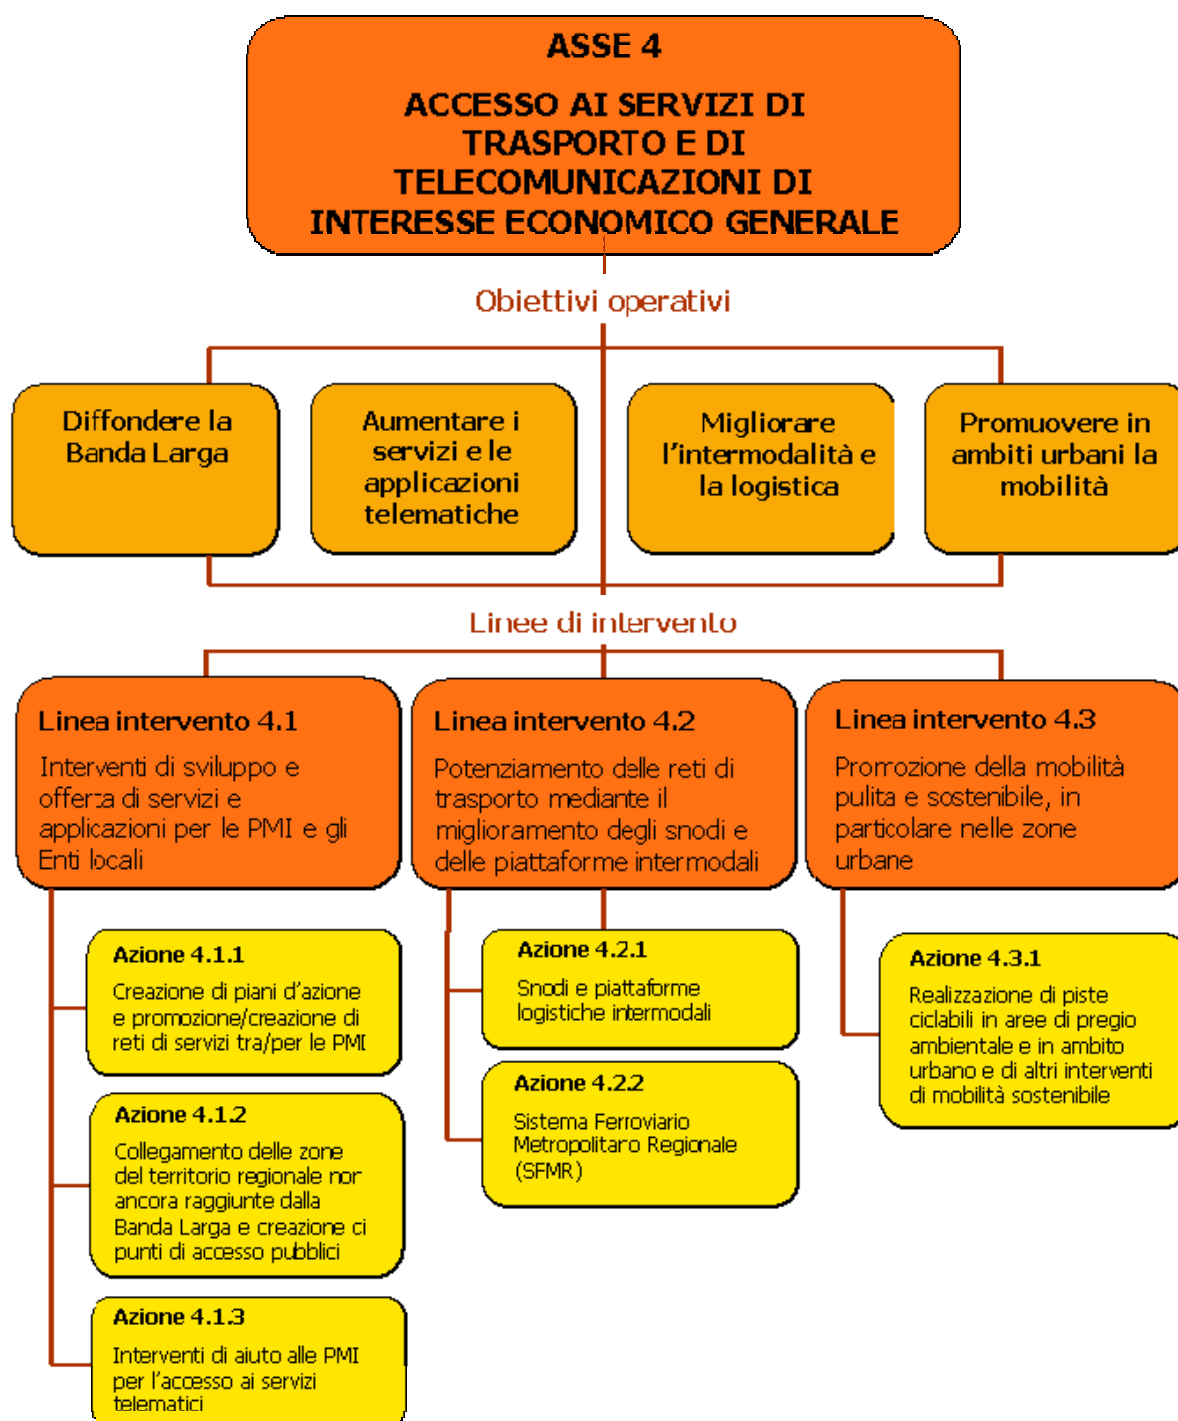 ASSE 4
ACCESSO AI SERVIZI DI
TRASPORTO E DI
TELECOMUNICAZIONI DI
INTERESSE ECONOMICO GENERALE
Obiettivi operativi
Diffondere la
Banda Larga
Aumentare i
servizi e le
applicazioni
telematiche
Migliorare
l'intermodalità e
la logistica
Promuovere in
ambiti urbani la
mobilità
Linee di intervento
Linea intervento 4.1
Interventi di sviluppo e
offerta di servizi e
applicazioni per le PMI e gli
Enti locali
Linea intervento 4.2
Potenziamento delle reti di
trasporto mediante il
miglioramento degli snodi e
delle piattaforme intermodali
Linea intervento 4.3
Promozione della mobilità
pulita e sostenibile, in
particolare nelle zone
urbane
Azione 4.1.1
Creazione di piani d'azione
e promozione/creazione di
reti di servizi tra/per le PMI
Azione 4.1.2
Collegamento delle zone
del territorio regionale non
ancora raggiunte dalla
Banda Larga e creazione di
punti di accesso pubblici
Azione 4.1.3
Interventi di aiuto alle PMI
per l'accesso ai servizi
telematici
Azione 4.2.1
Snodi e piattaforme
logistiche intermodali
Azione 4.2.2
Sistema Ferroviario
Metropolitano Regionale
(SFMR)
Azione 4.3.1
Realizzazione di piste
ciclabili in aree di pregio
ambientale e in ambito
urbano e di altri interventi
di mobilità sostenibile